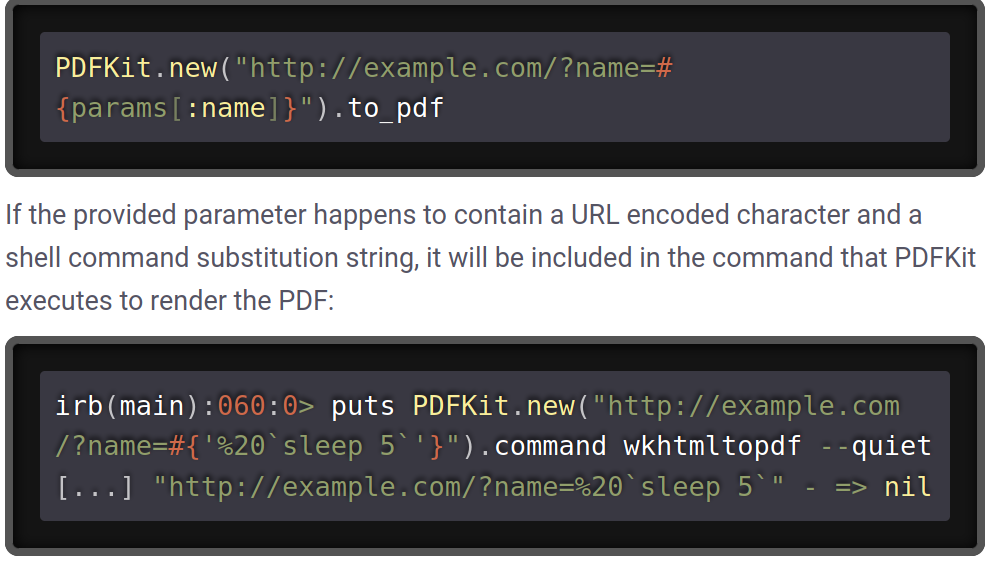 PDFKit.new("http://example.com/?name=#
{params[:name]}").to_pdf
If the provided parameter happens to contain a URL encoded character and a
shell command substitution string, it will be included in the command that PDFKit
executes to render the PDF:
irb(main):060:0> puts PDFKit.new("http://example.com
/?name=#{'%20`sleep 5`'}").command wkhtmltopdf --quiet
[...] "http://example.com/?name=%20`sleep 5`" - => nil